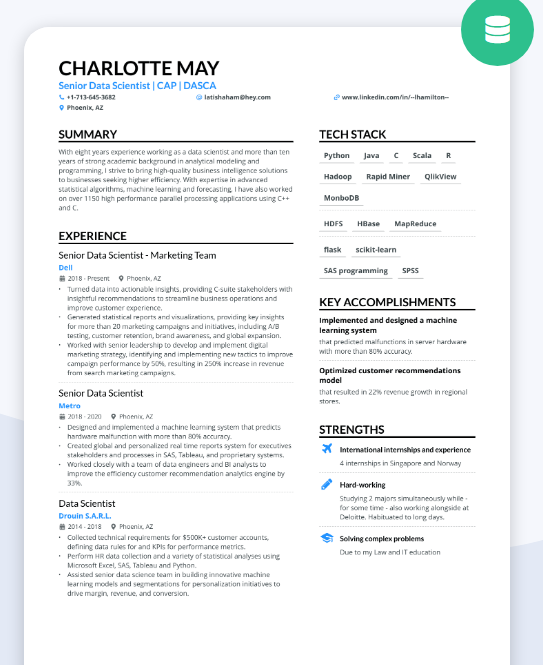 CHARLOTTE MAY
Senior Data Scientist | CAP | DASCA
+1-713-645-3682
latishaham@hey.com
www.linkedin.com/in/--lhamilton--
Phoenix, AZ
SUMMARY
With eight years experience working as a data scientist and more than ten
years of strong academic background in analytical modeling and
programming, I strive to bring high-quality business intelligence solutions
to businesses seeking higher efficiency. With expertise in advanced
statistical algorithms, machine learning and forecasting, I have also worked
on over 1150 high performance parallel processing applications using C++
and C.
EXPERIENCE
Senior Data Scientist - Marketing Team
Dell
2018 - Present Phoenix, AZ
• Turned data into actionable insights, providing C-suite stakeholders with
insightful recommendations to streamline business operations and
improve customer experience.
• Generated statistical reports and visualizations, providing key insights
for more than 20 marketing campaigns and initiatives, including A/B
testing, customer retention, brand awareness, and global expansion.
• Worked with senior leadership to develop and implement digital
marketing strategy, identifying and implementing new tactics to improve
campaign performance by 50%, resulting in 250% increase in revenue
from search marketing campaigns.
Senior Data Scientist
Metro
2018 - 2020 Phoenix, AZ
• Designed and implemented a machine learning system that predicts
hardware malfunction with more than 80% accuracy.
• Created global and personalized real time reports system for executives
stakeholders and processes in SAS, Tableau, and proprietary systems.
• Worked closely with a team of data engineers and BI analysts to
improve the efficiency customer recommendation analytics engine by
33%.
Data Scientist
Drouin S.A.R.L.
2014 - 2018 Phoenix, AZ
• Collected technical requirements for $500K+ customer accounts,
defining data rules for and KPIs for performance metrics.
• Perform HR data collection and a variety of statistical analyses using
Microsoft Excel, SAS, Tableau and Python.
• Assisted senior data science team in building innovative machine
learning models and segmentations for personalization initiatives to
drive margin, revenue, and conversion.
TECH STACK
Python Java C Scala R
Hadoop Rapid Miner QlikView
MonboDB
HDFS HBase MapReduce
flask scikit-learn
SAS programming SPSS
KEY ACCOMPLISHMENTS
Implemented and designed a machine
learning system
that predicted malfunctions in server hardware
with more than 80% accuracy.
Optimized customer recommendations
model
that resulted in 22% revenue growth in regional
stores.
STRENGTHS
International internships and experience
4 internships in Singapore and Norway
Hard-working
Studying 2 majors simultaneously while -
for some time - also working alongside at
Deloitte. Habituated to long days.
Solving complex problems
Due to my Law and IT education